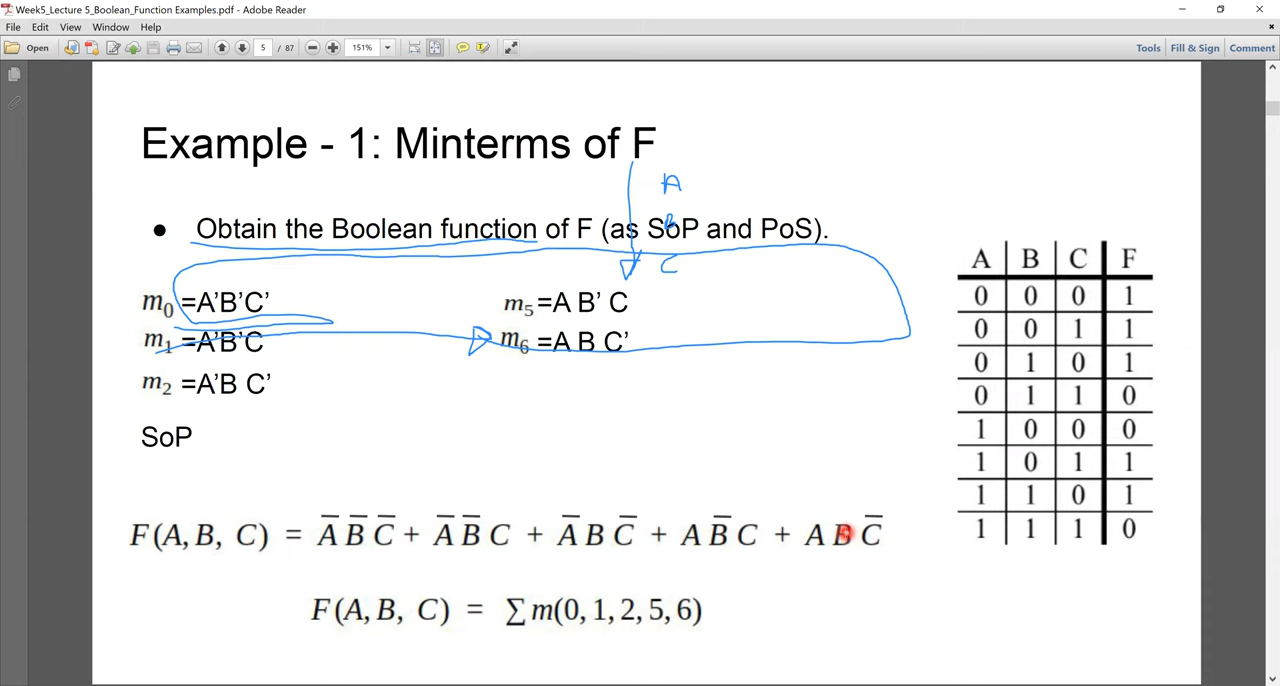 Week5_Lecture 5_Boolean_Function Examples.pdf - Adobe Reader
File Edit View Window Help
Open 5 / 87 151% Tools Fill & Sign Comment
Example - 1: Minterms of F
A
● Obtain the Boolean function of F (as SoP and PoS).
B
C
m₀ =A’B’C’ m₅ =A B’ C
m₁ =A’B’C m₆ =A B C’
m₂ =A’B C’
SoP
F(A, B, C) = A̅ B̅ C̅ + A̅ B̅ C + A̅ B C̅ + A B̅ C + A B C̅
F(A, B, C) = ∑ m(0, 1, 2, 5, 6)
A B C F
0 0 0 1
0 0 1 1
0 1 0 1
0 1 1 0
1 0 0 0
1 0 1 1
1 1 0 1
1 1 1 0